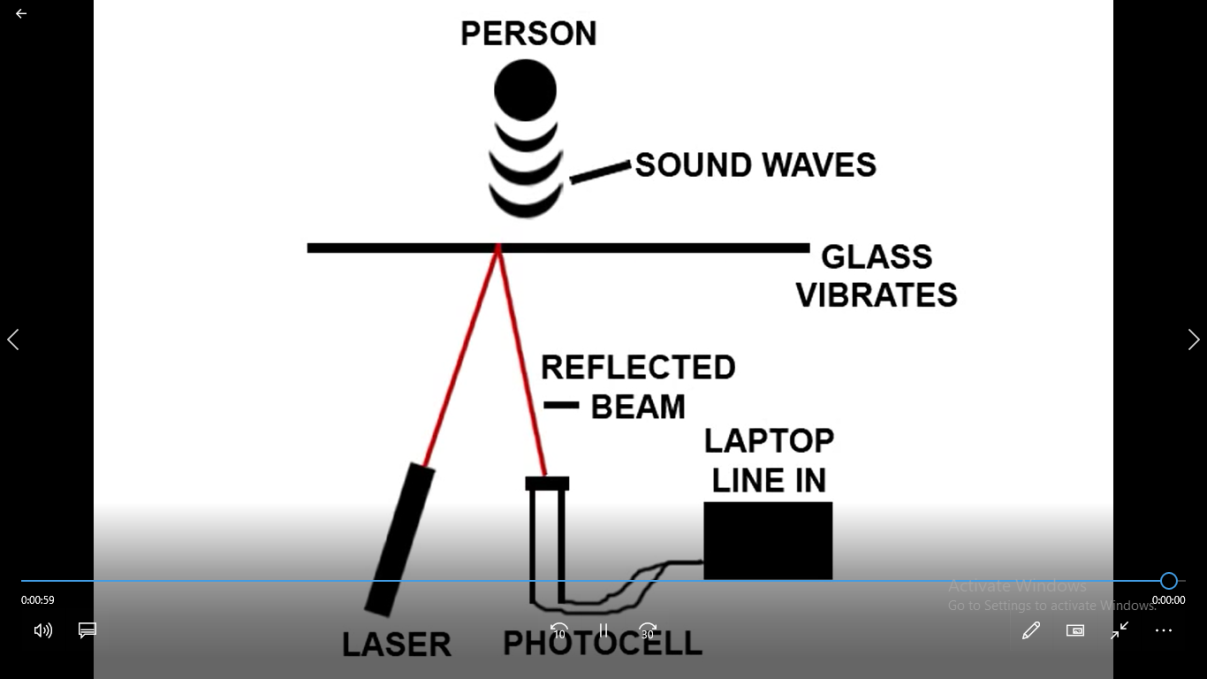 PERSON
SOUND WAVES
GLASS
VIBRATES
REFLECTED
BEAM
LAPTOP
LINE IN
LASER
PHOTOCELL
Activate Windows
Go to Settings to activate Windows.
0:00:59
0:00:00
10
30